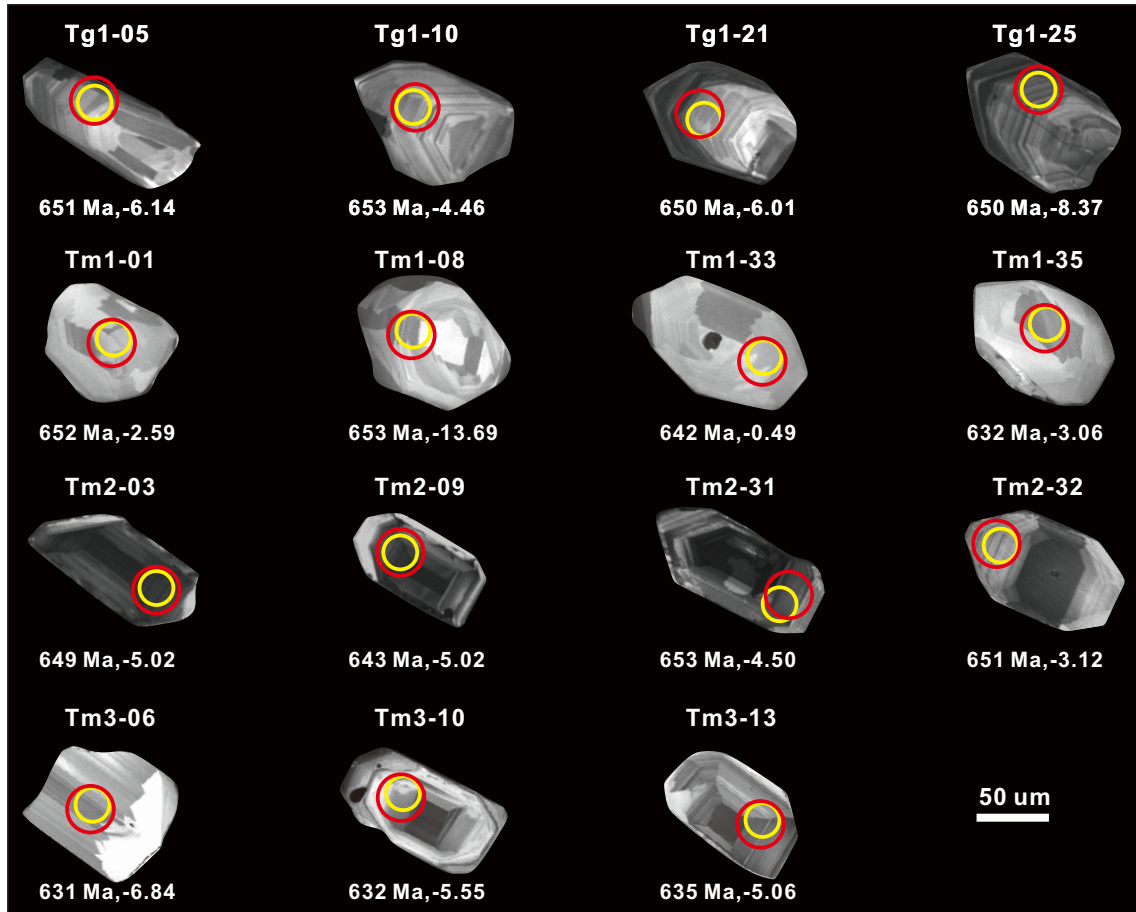 Tg1-05 Tg1-10 Tg1-21 Tg1-25
651 Ma,-6.14 653 Ma,-4.46 650 Ma,-6.01 650 Ma,-8.37
Tm1-01 Tm1-08 Tm1-33 Tm1-35
652 Ma,-2.59 653 Ma,-13.69 642 Ma,-0.49 632 Ma,-3.06
Tm2-03 Tm2-09 Tm2-31 Tm2-32
649 Ma,-5.02 643 Ma,-5.02 653 Ma,-4.50 651 Ma,-3.12
Tm3-06 Tm3-10 Tm3-13
50 um
631 Ma,-6.84 632 Ma,-5.55 635 Ma,-5.06